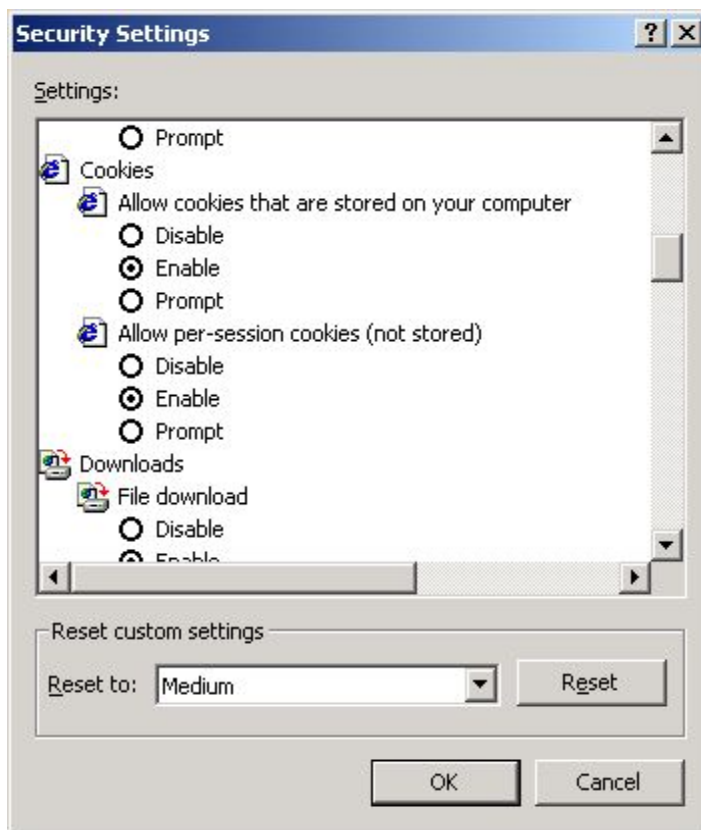 Security Settings
Settings:
Prompt
Cookies
Allow cookies that are stored on your computer
Disable
Enable
Prompt
Allow per-session cookies (not stored)
Disable
Enable
Prompt
Downloads
File download
Disable
Enable
Reset custom settings
Reset to: Medium Reset
OK Cancel